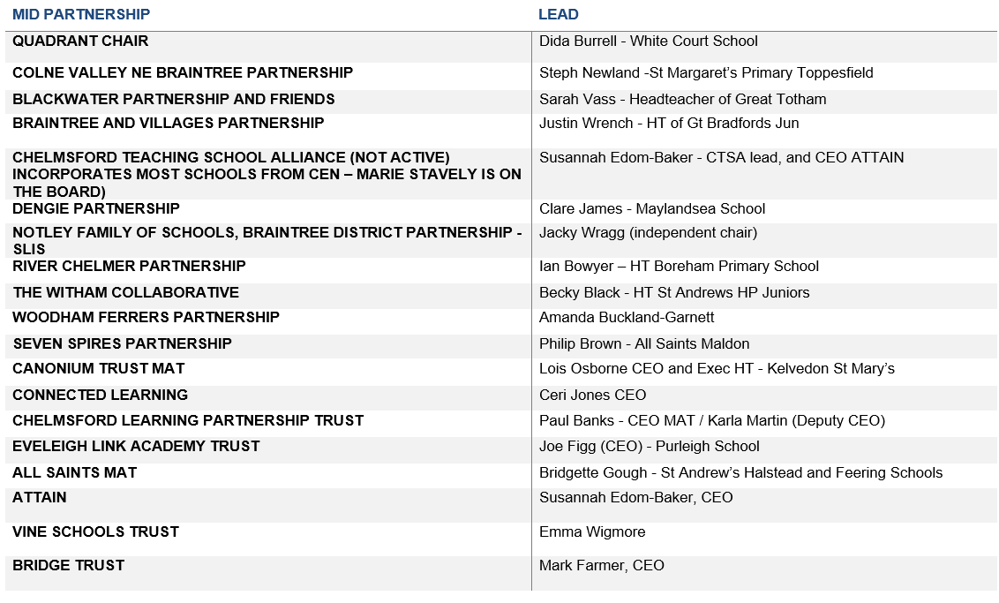 MID PARTNERSHIP LEAD
QUADRANT CHAIR Dida Burrell - White Court School
COLNE VALLEY NE BRAINTREE PARTNERSHIP Steph Newland -St Margaret’s Primary Toppesfield
BLACKWATER PARTNERSHIP AND FRIENDS Sarah Vass - Headteacher of Great Totham
BRAINTREE AND VILLAGES PARTNERSHIP Justin Wrench - HT of Gt Bradfords Jun
CHELMSFORD TEACHING SCHOOL ALLIANCE (NOT ACTIVE) Susannah Edom-Baker - CTSA lead, and CEO ATTAIN
INCORPORATES MOST SCHOOLS FROM CEN – MARIE STAVELY IS ON
THE BOARD)
DENGIE PARTNERSHIP Clare James - Maylandsea School
NOTLEY FAMILY OF SCHOOLS, BRAINTREE DISTRICT PARTNERSHIP - Jacky Wragg (independent chair)
SLIS
RIVER CHELMER PARTNERSHIP Ian Bowyer – HT Boreham Primary School
THE WITHAM COLLABORATIVE Becky Black - HT St Andrews HP Juniors
WOODHAM FERRERS PARTNERSHIP Amanda Buckland-Garnett
SEVEN SPIRES PARTNERSHIP Philip Brown - All Saints Maldon
CANONIUM TRUST MAT Lois Osborne CEO and Exec HT - Kelvedon St Mary’s
CONNECTED LEARNING Ceri Jones CEO
CHELMSFORD LEARNING PARTNERSHIP TRUST Paul Banks - CEO MAT / Karla Martin (Deputy CEO)
EVELEIGH LINK ACADEMY TRUST Joe Figg (CEO) - Purleigh School
ALL SAINTS MAT Bridgette Gough - St Andrew’s Halstead and Feering Schools
ATTAIN Susannah Edom-Baker, CEO
VINE SCHOOLS TRUST Emma Wigmore
BRIDGE TRUST Mark Farmer, CEO